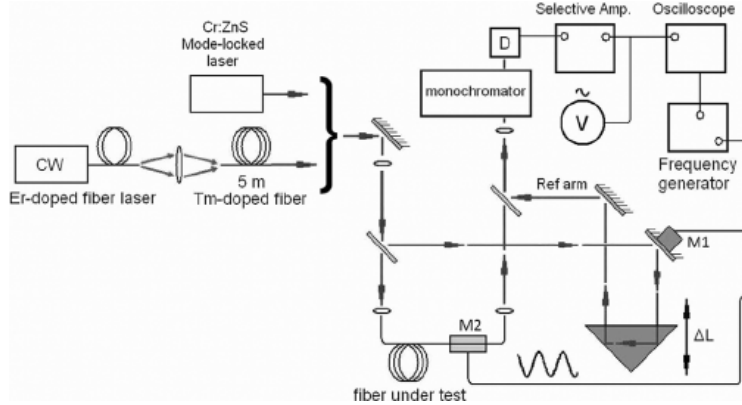 Selective Amp.
Oscilloscope
Cr:ZnS
Mode-locked
laser
D
monochromator
~
V
CW
Er-doped fiber laser
5 m
Tm-doped fiber
Frequency
generator
Ref arm
M1
M2
ΔL
fiber under test